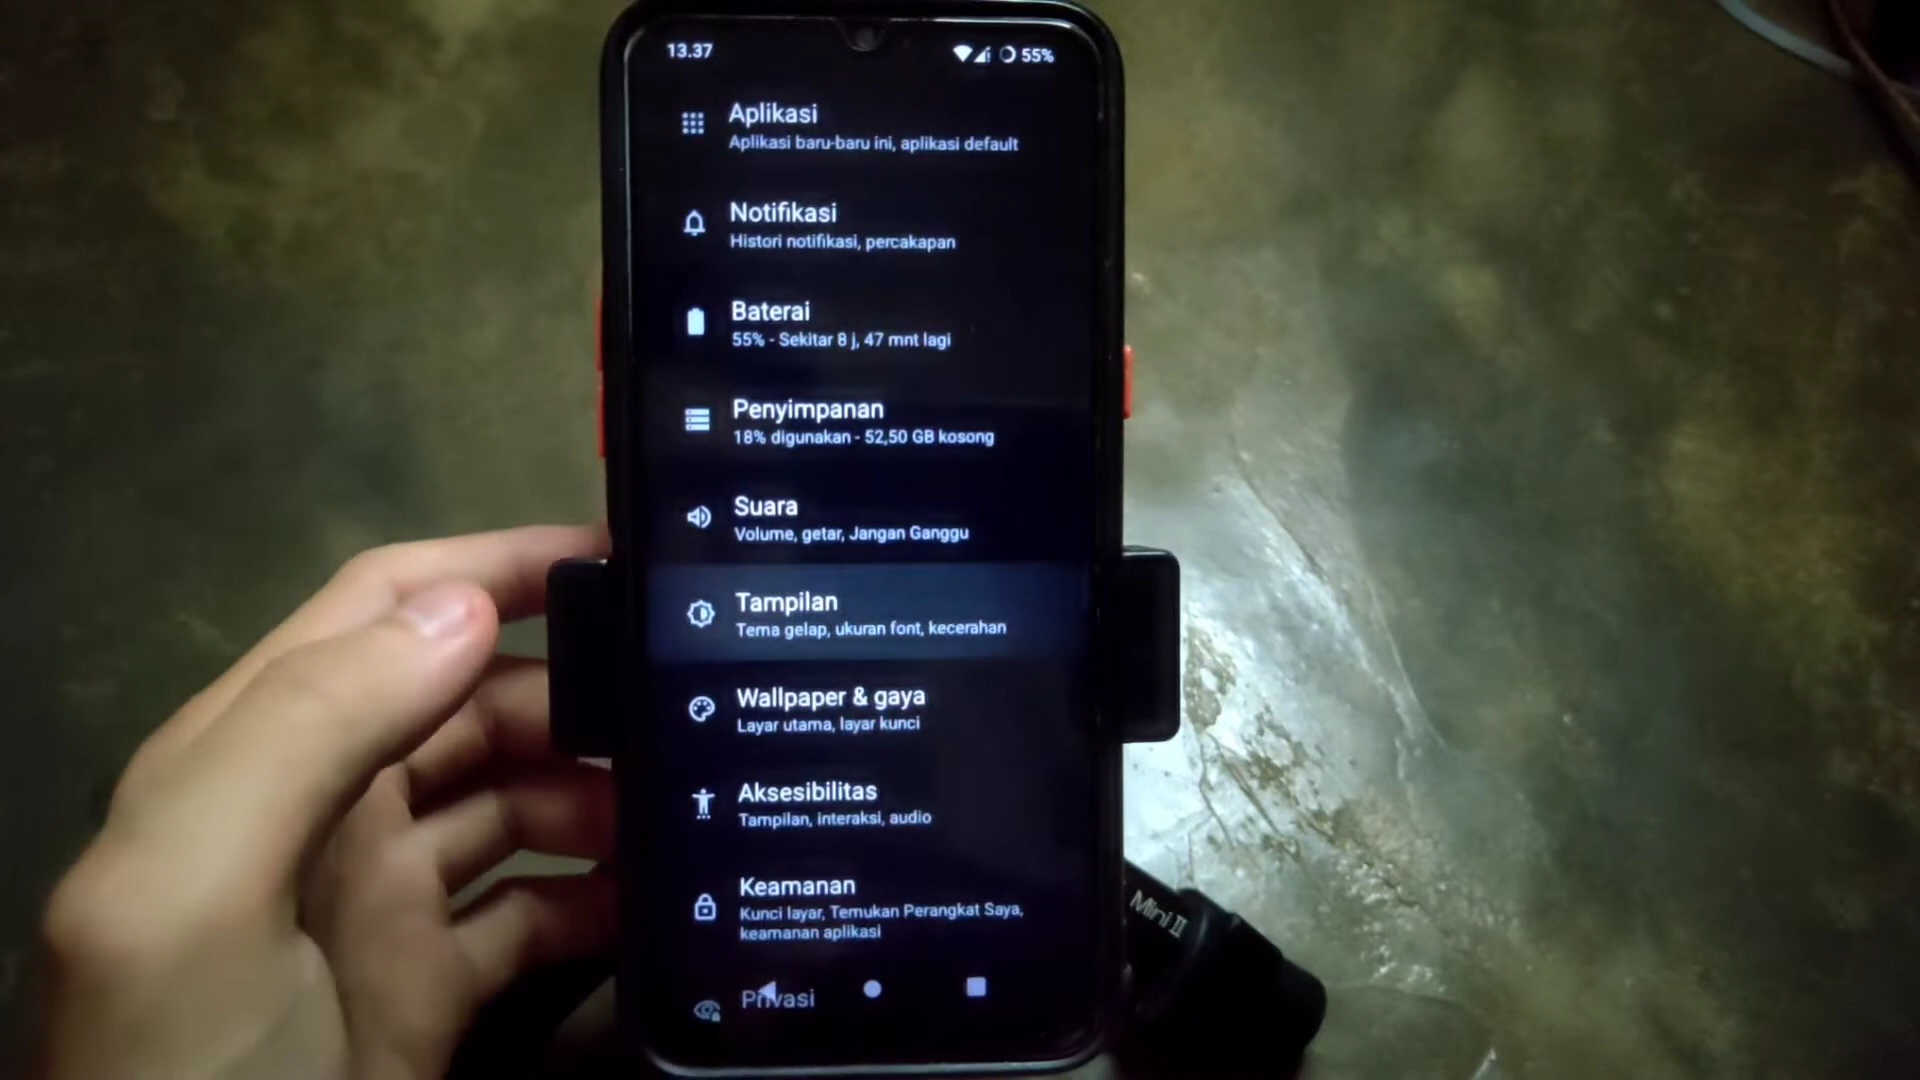 13.37
55%
Aplikasi
Aplikasi baru-baru ini, aplikasi default
Notifikasi
Histori notifikasi, percakapan
Baterai
55% - Sekitar 8 j, 47 mnt lagi
Penyimpanan
18% digunakan - 52,50 GB kosong
Suara
Volume, getar, Jangan Ganggu
Tampilan
Tema gelap, ukuran font, kecerahan
Wallpaper & gaya
Layar utama, layar kunci
Aksesibilitas
Tampilan, interaksi, audio
Keamanan
Kunci layar, Temukan Perangkat Saya,
keamanan aplikasi
Privasi
Mini II